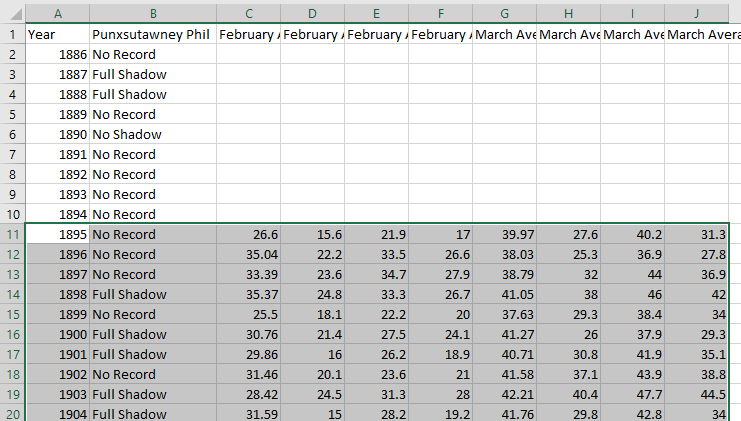 A B C D E F G H I J
1 Year Punxsutawney Phil February A February A February A February A March Ave March Ave March Ave March Avera
2 1886 No Record
3 1887 Full Shadow
4 1888 Full Shadow
5 1889 No Record
6 1890 No Shadow
7 1891 No Record
8 1892 No Record
9 1893 No Record
10 1894 No Record
11 1895 No Record 26.6 15.6 21.9 17 39.97 27.6 40.2 31.3
12 1896 No Record 35.04 22.2 33.5 26.6 38.03 25.3 36.9 27.8
13 1897 No Record 33.39 23.6 34.7 27.9 38.79 32 44 36.9
14 1898 Full Shadow 35.37 24.8 33.3 26.7 41.05 38 46 42
15 1899 No Record 25.5 18.1 22.2 20 37.63 29.3 38.4 34
16 1900 Full Shadow 30.76 21.4 27.5 24.1 41.27 26 37.9 29.3
17 1901 Full Shadow 29.86 16 26.2 18.9 40.71 30.8 41.9 35.1
18 1902 No Record 31.46 20.1 23.6 21 41.58 37.1 43.9 38.8
19 1903 Full Shadow 28.42 24.5 31.3 28 42.21 40.4 47.7 44.5
20 1904 Full Shadow 31.59 15 28.2 19.2 41.76 29.8 42.8 34